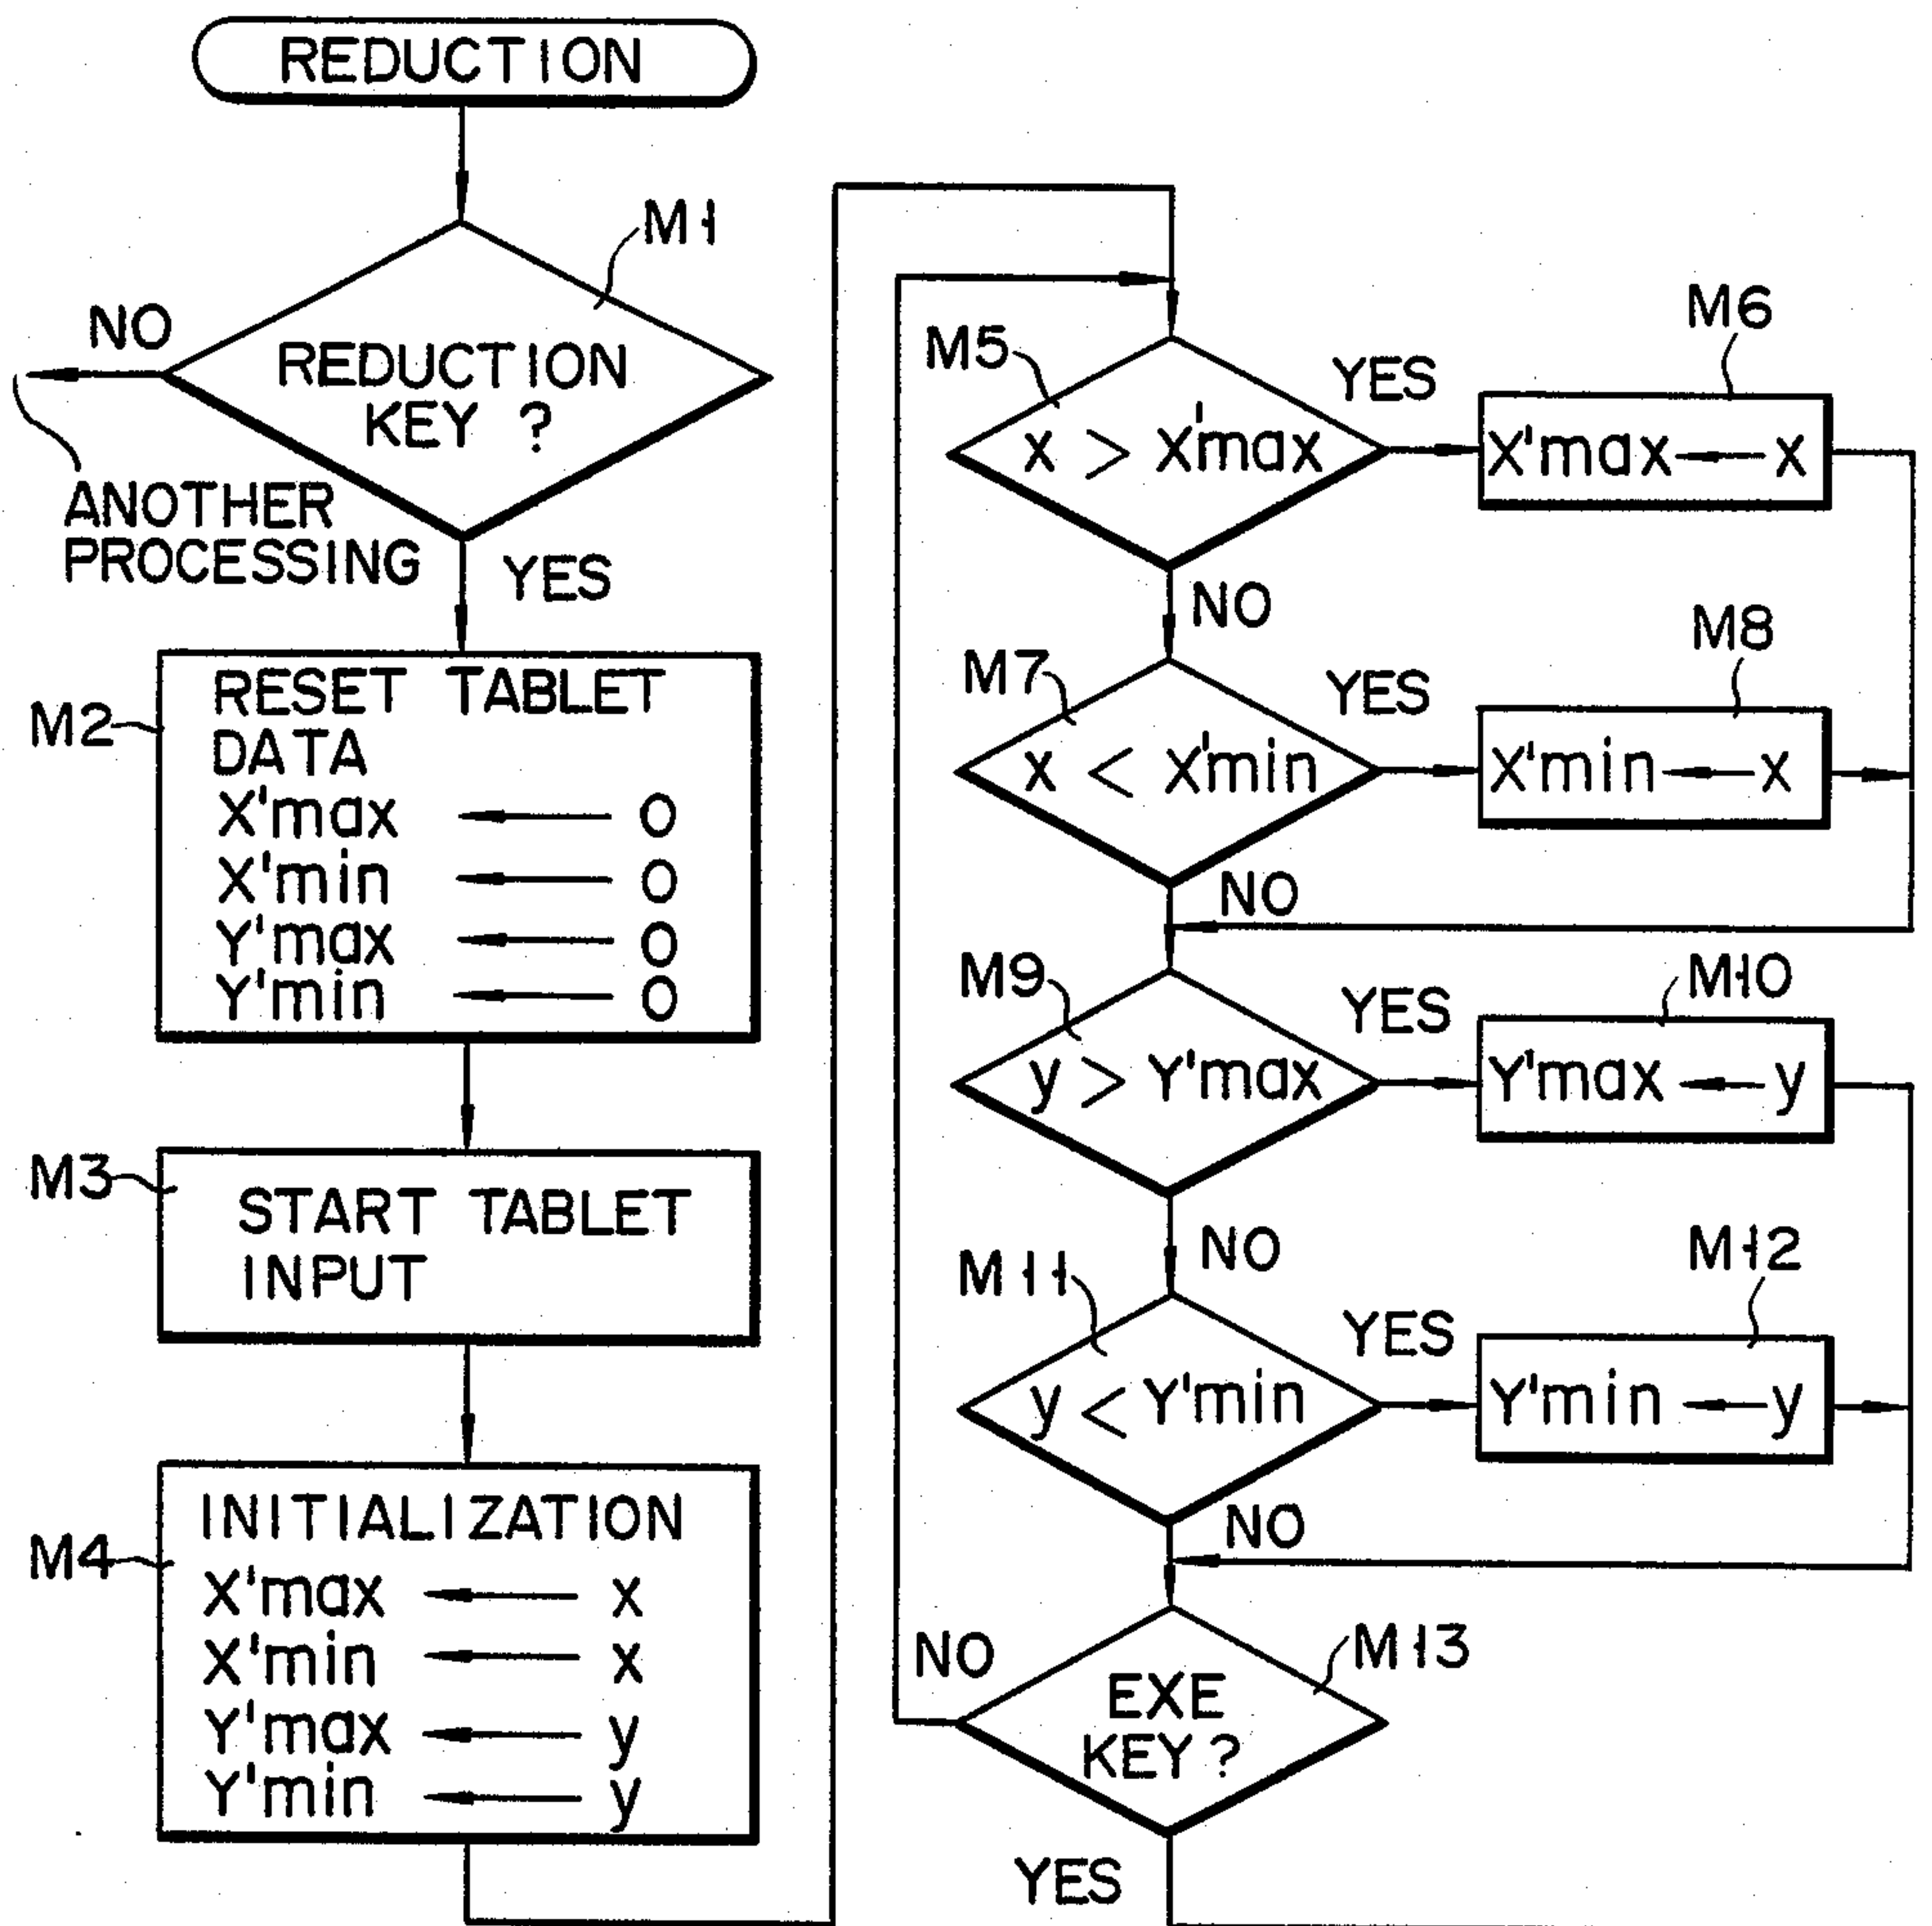 REDUCTION
M1
NO
REDUCTION
KEY ?
ANOTHER
PROCESSING
YES
M2
RESET TABLET
DATA
X'max ← 0
X'min ← 0
Y'max ← 0
Y'min ← 0
M3
START TABLET
INPUT
M4
INITIALIZATION
X'max ← x
X'min ← x
Y'max ← y
Y'min ← y
M5
x > X'max
YES
M6
X'max ← x
NO
M7
x < X'min
YES
M8
X'min ← x
NO
M9
y > Y'max
YES
M10
Y'max ← y
NO
M11
y < Y'min
YES
M12
Y'min ← y
NO
M13
EXE
KEY ?
NO
YES